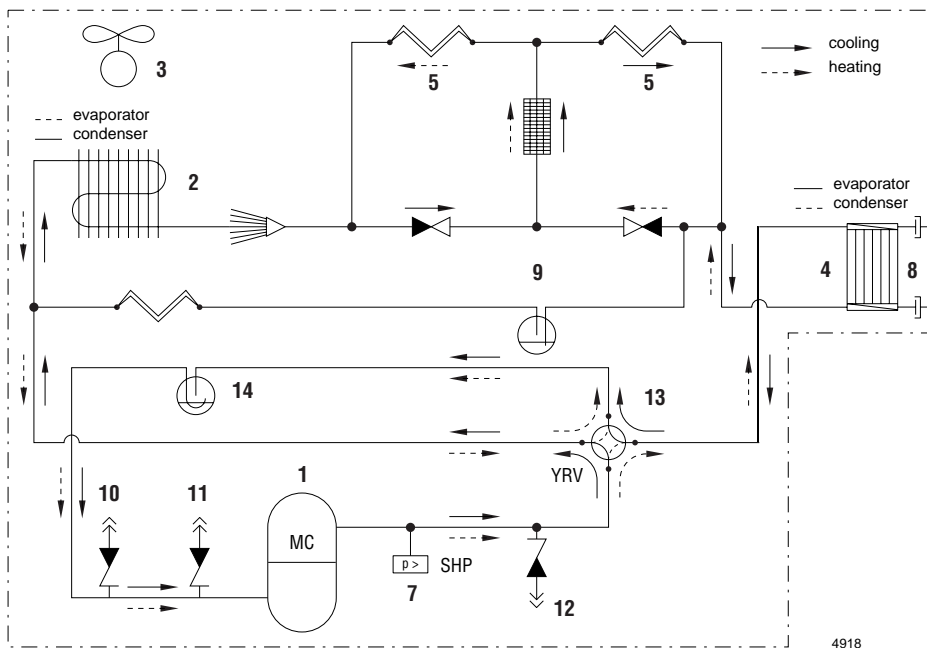 cooling
heating
3
5
5
evaporator
condenser
2
evaporator
condenser
9
4
8
14
13
YRV
1
10
11
MC
p >
SHP
7
12
4918